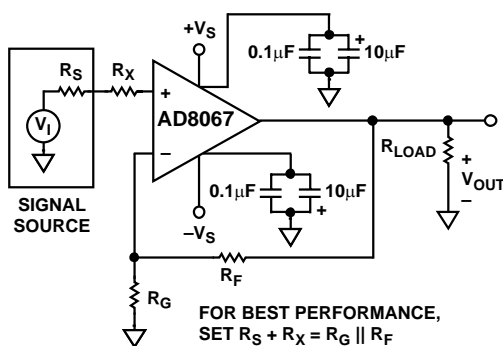 +VS
0.1µF
+
10µF
RS
RX
VI
+
AD8067
−
RLOAD
+
VOUT
−
SIGNAL
SOURCE
0.1µF
10µF
+
−VS
RF
RG
FOR BEST PERFORMANCE,
SET RS + RX = RG || RF